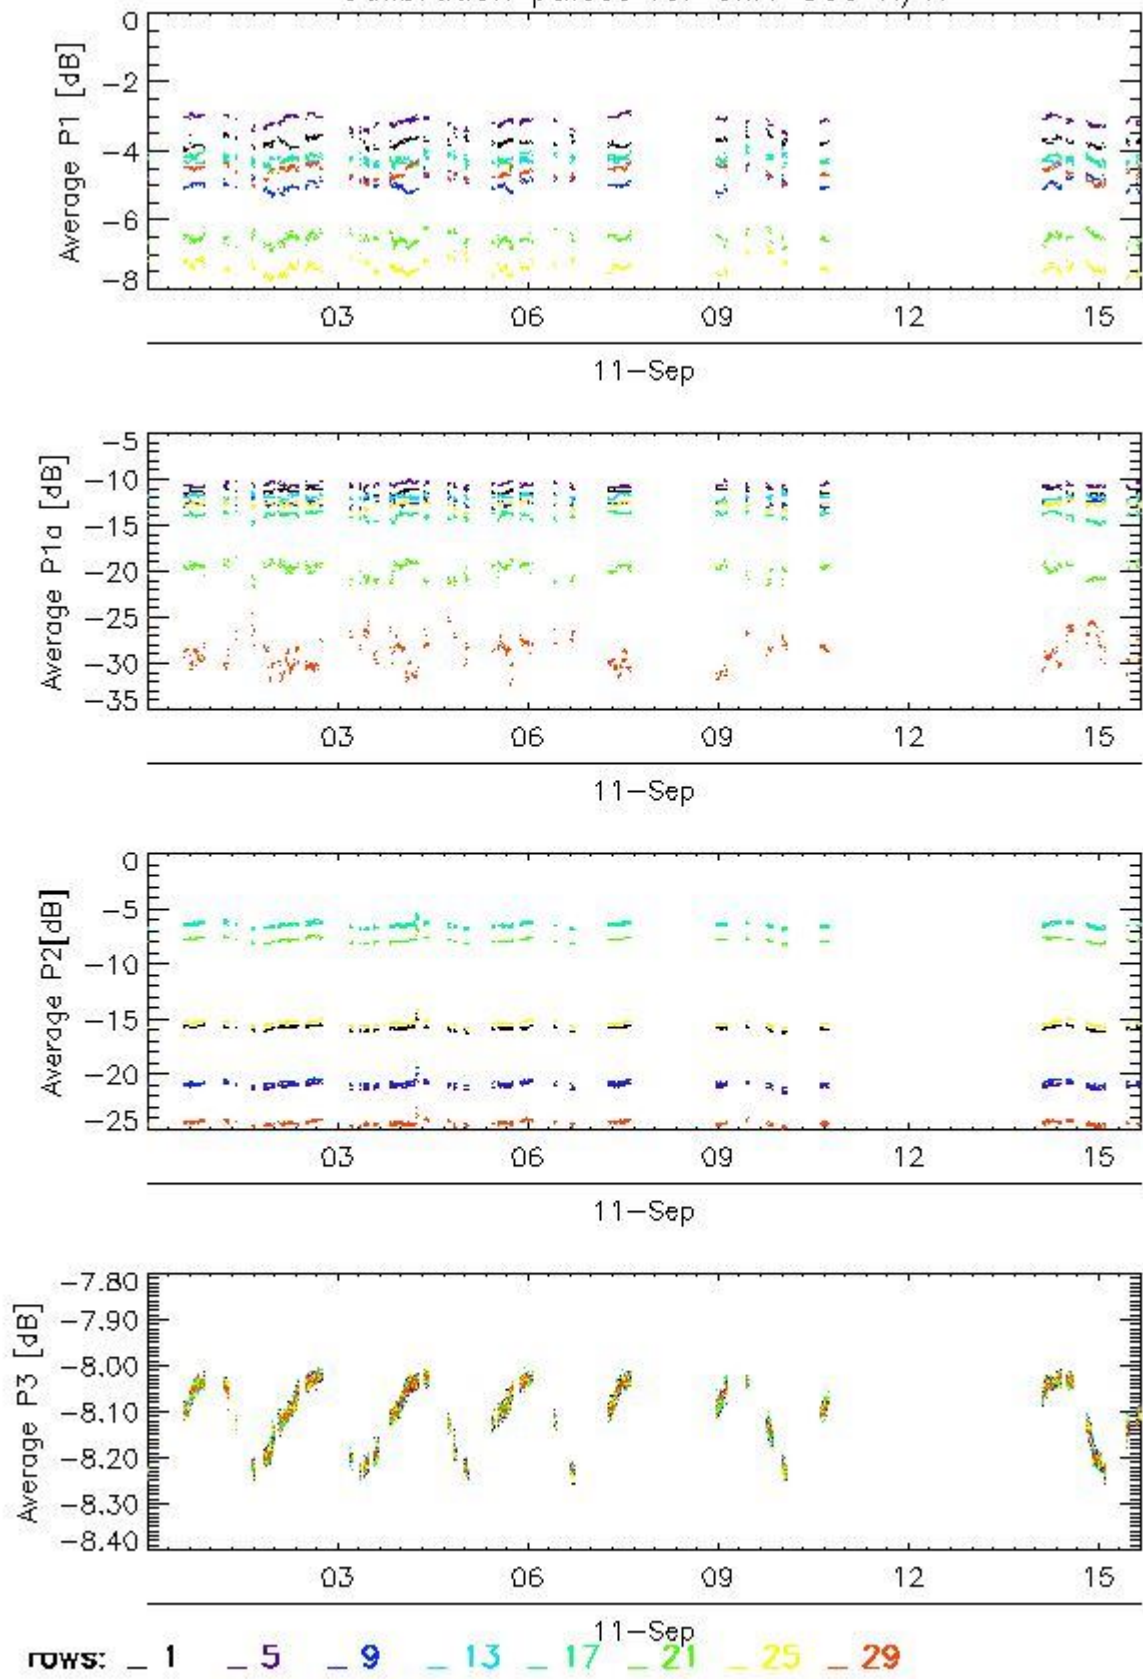 Average P1 [dB]
0
-2
-4
-6
-8
03 06 09 12 15
11-Sep
Average P1a [dB]
-5
-10
-15
-20
-25
-30
-35
03 06 09 12 15
11-Sep
Average P2[dB]
0
-5
-10
-15
-20
-25
03 06 09 12 15
11-Sep
Average P3 [dB]
-7.80
-7.90
-8.00
-8.10
-8.20
-8.30
-8.40
03 06 09 12 15
11-Sep
rows: _ 1 _ 5 _ 9 _ 13 _ 17 _ 21 _ 25 _ 29